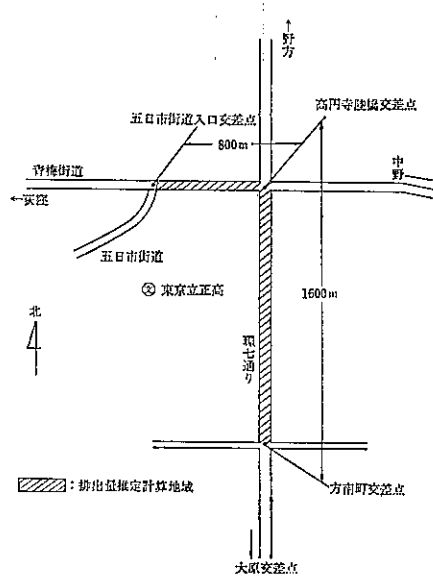 ↑野方
五日市街道入口交差点
高円寺陸橋交差点
800m
青梅街道
中野
←荻窪
五日市街道
㊛ 東京立正高
1600m
北
環七通り
:排出量推定計算地域
方南町交差点
大原交差点